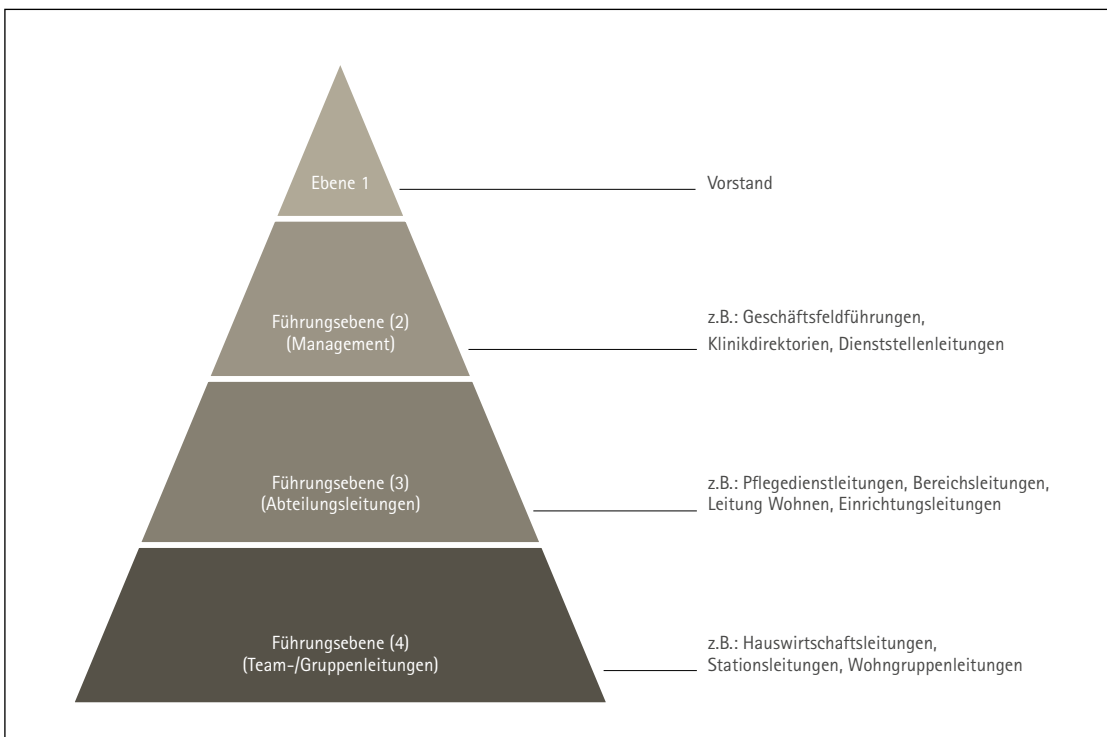 Ebene 1
Vorstand
Führungsebene (2)
(Management)
z.B.: Geschäftsfeldführungen,
Klinikdirektorien, Dienststellenleitungen
Führungsebene (3)
(Abteilungsleitungen)
z.B.: Pflegedienstleitungen, Bereichsleitungen,
Leitung Wohnen, Einrichtungsleitungen
Führungsebene (4)
(Team-/Gruppenleitungen)
z.B.: Hauswirtschaftsleitungen,
Stationsleitungen, Wohngruppenleitungen